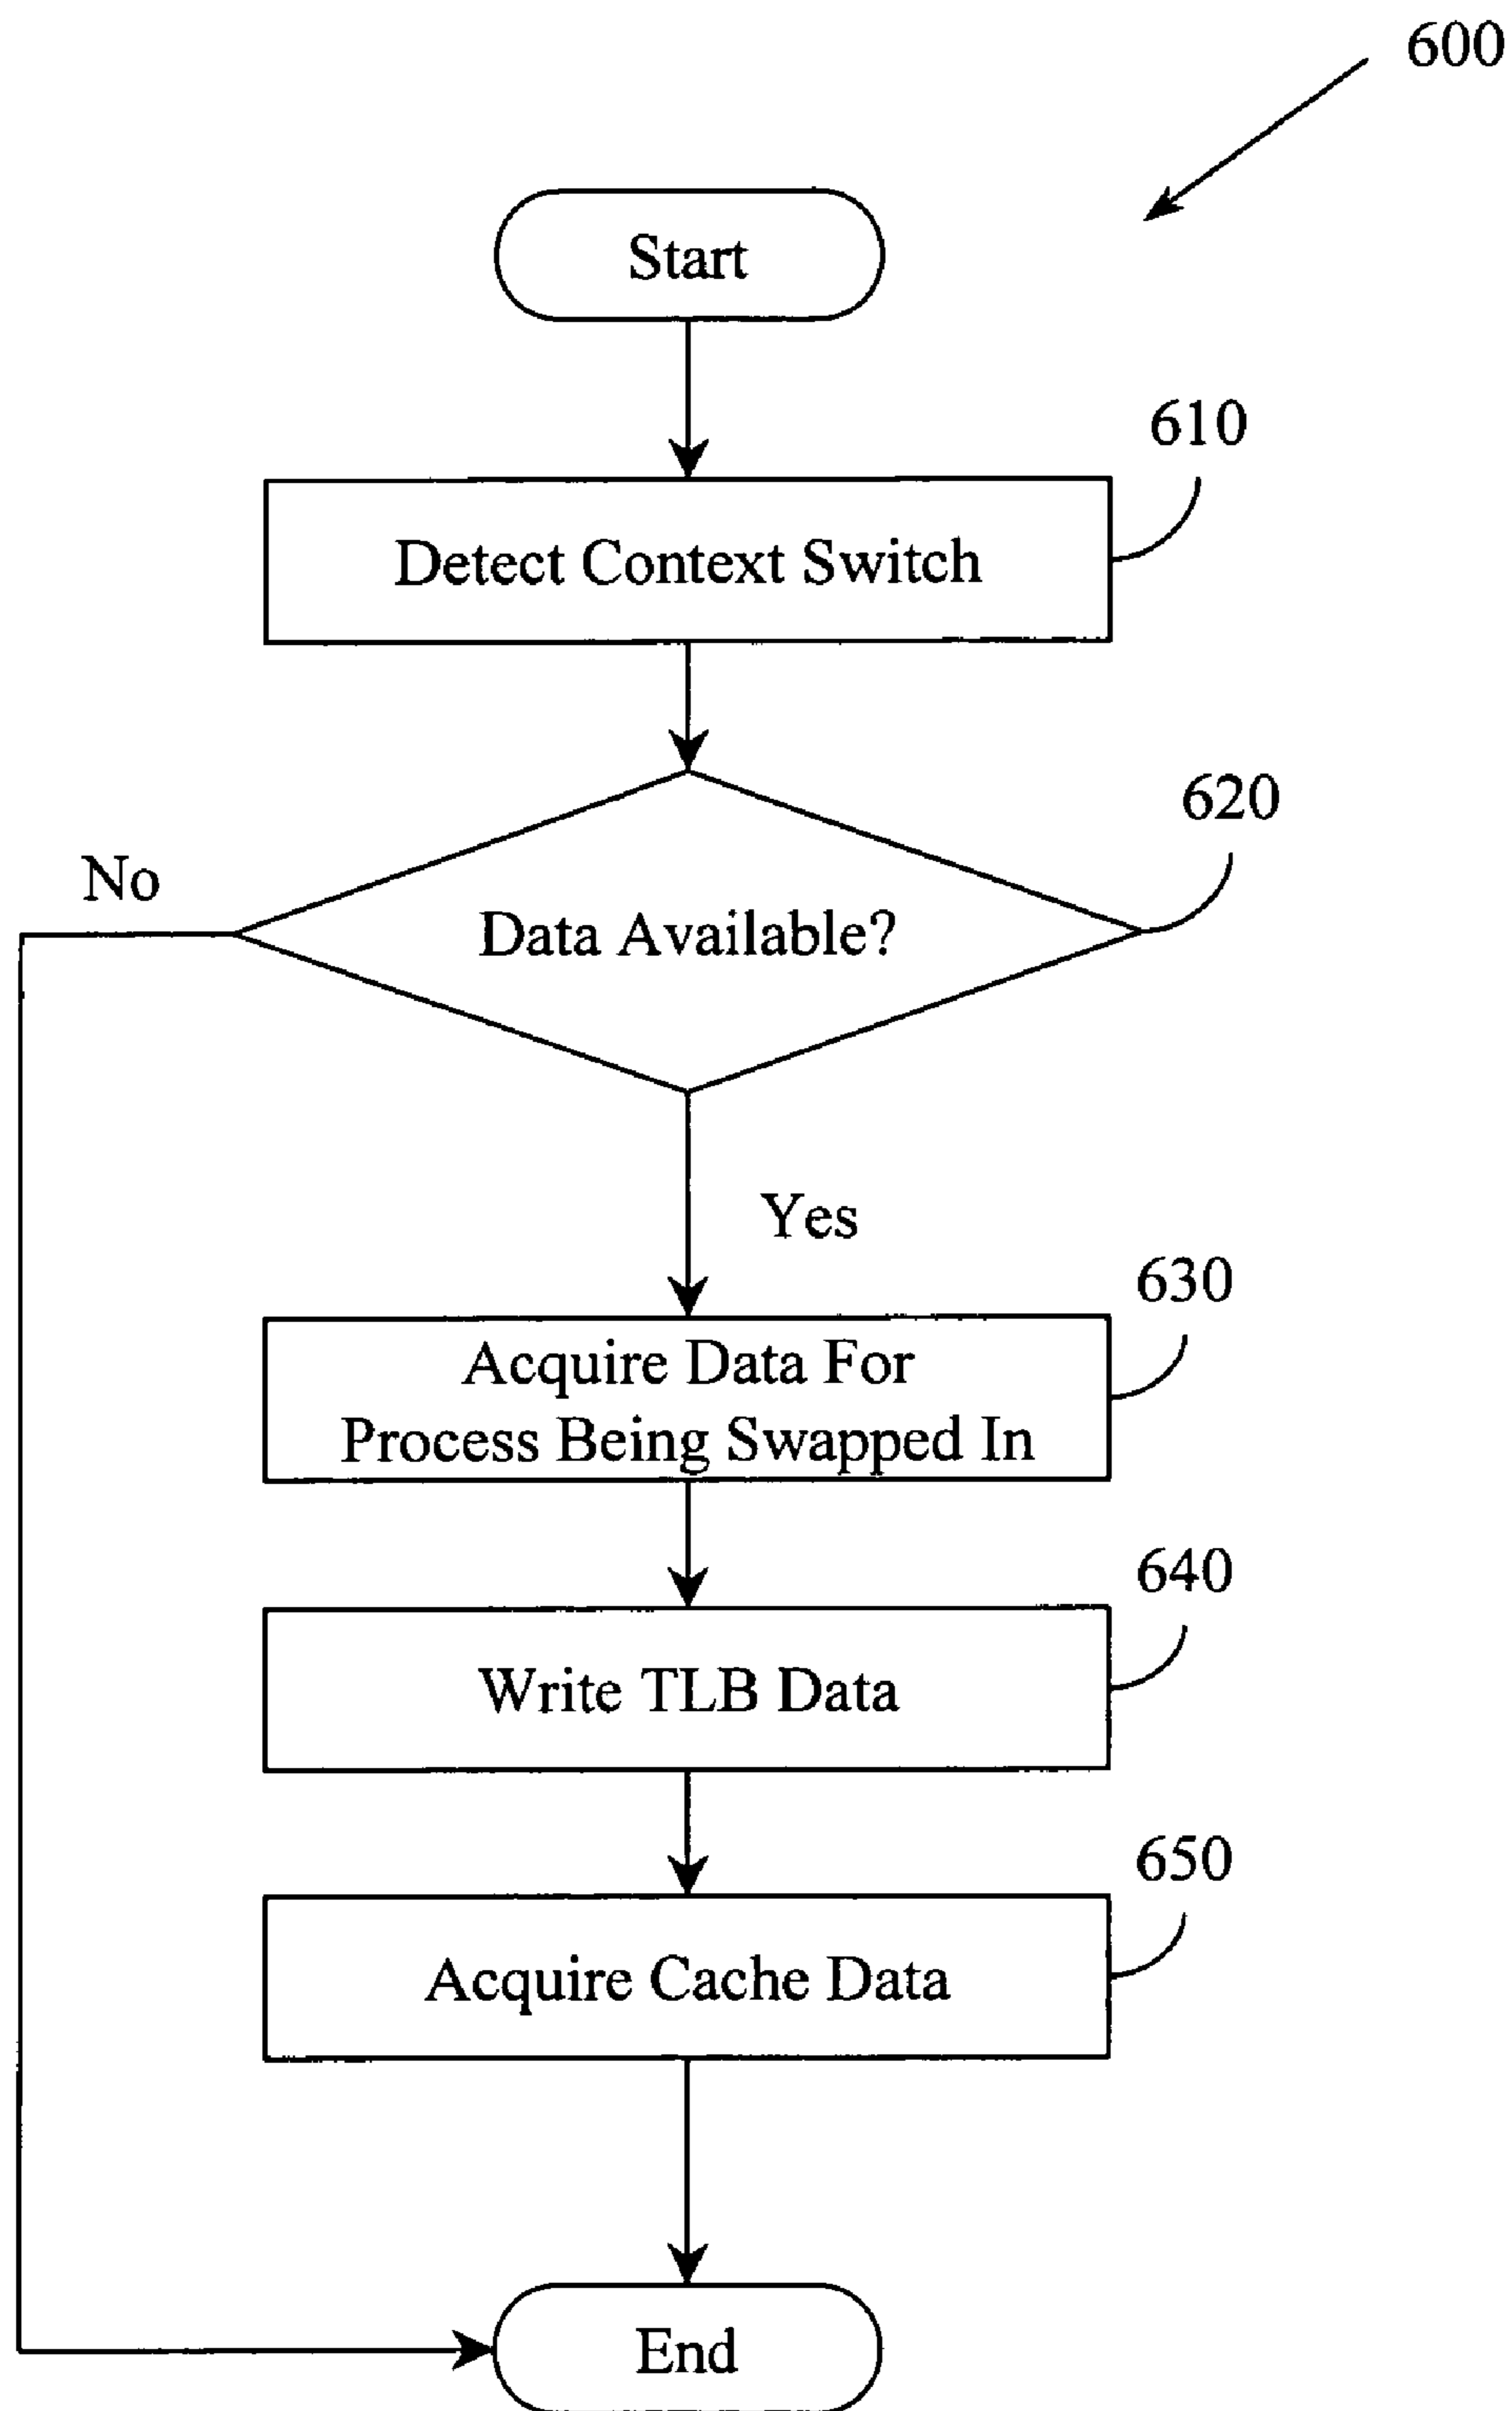 600
Start
610
Detect Context Switch
620
No
Data Available?
Yes
630
Acquire Data For
Process Being Swapped In
640
Write TLB Data
650
Acquire Cache Data
End